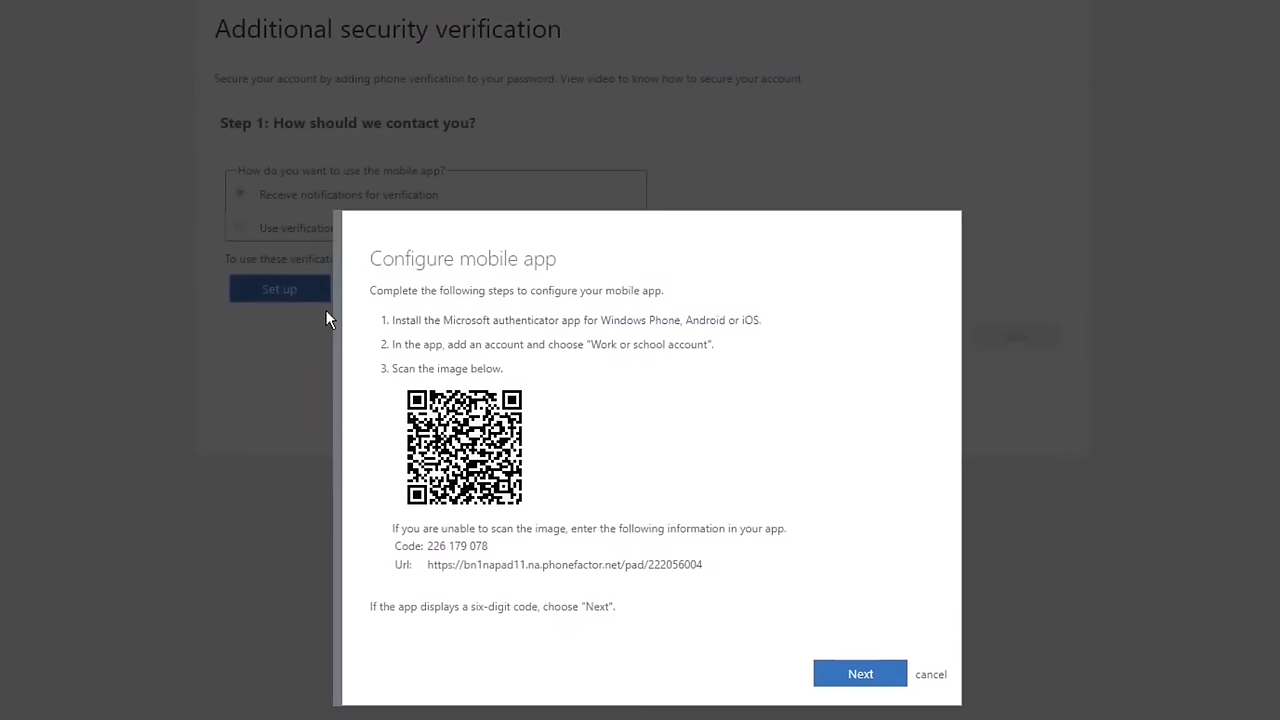 Additional security verification
Secure your account by adding phone verification to your password. View video to know how to secure your account
Step 1: How should we contact you?
How do you want to use the mobile app?
Receive notifications for verification
Use verification
To use these verificati
Set up
Configure mobile app
Complete the following steps to configure your mobile app.
1. Install the Microsoft authenticator app for Windows Phone, Android or iOS.
2. In the app, add an account and choose "Work or school account".
3. Scan the image below.
If you are unable to scan the image, enter the following information in your app.
Code: 226 179 078
Url: https://bn1napad11.na.phonefactor.net/pad/222056004
If the app displays a six-digit code, choose "Next".
Next cancel